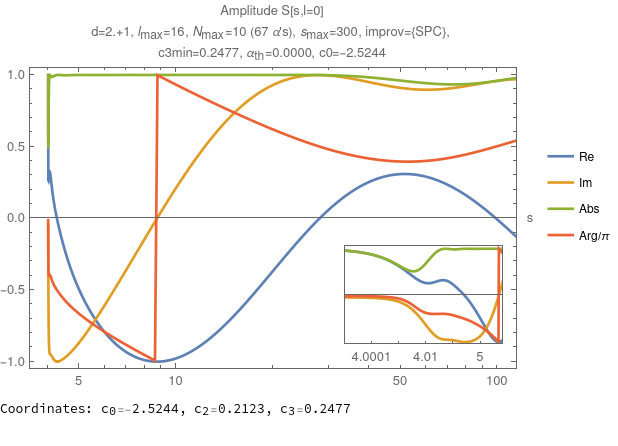 Amplitude S[s,l=0]
d=2.+1, lmax=16, Nmax=10 (67 α's), smax=300, improv={SPC},
c3min=0.2477, αth=0.0000, c0=-2.5244
1.0
0.5
0.0
-0.5
-1.0
5 10 50 100
s
4.0001 4.01 5
Re
Im
Abs
Arg/π
Coordinates: c0=-2.5244, c2=0.2123, c3=0.2477